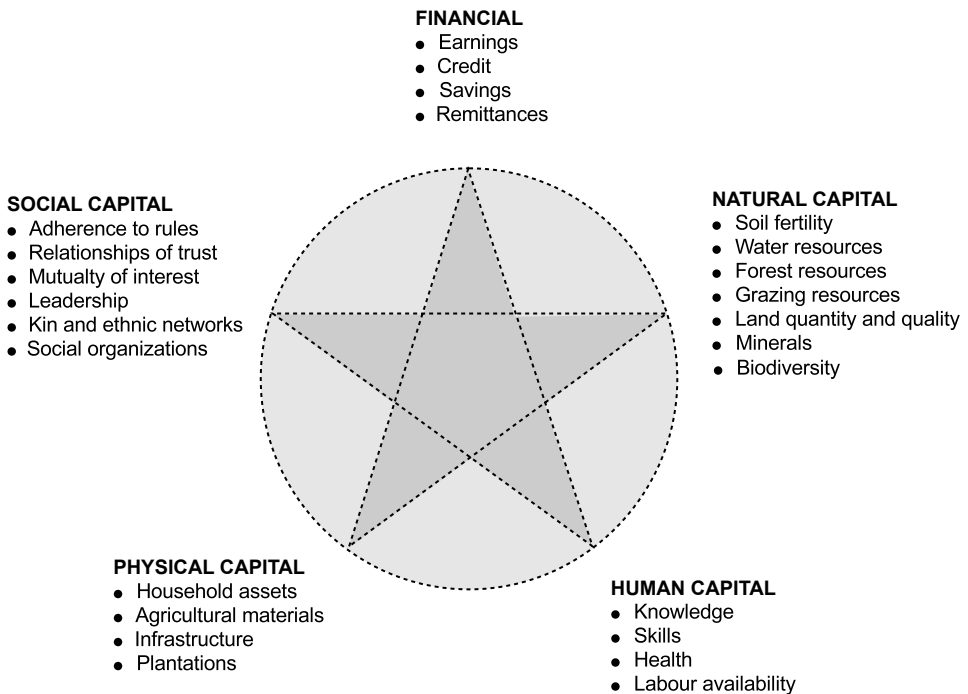 FINANCIAL
● Earnings
● Credit
● Savings
● Remittances
SOCIAL CAPITAL
● Adherence to rules
● Relationships of trust
● Mutualty of interest
● Leadership
● Kin and ethnic networks
● Social organizations
NATURAL CAPITAL
● Soil fertility
● Water resources
● Forest resources
● Grazing resources
● Land quantity and quality
● Minerals
● Biodiversity
PHYSICAL CAPITAL
● Household assets
● Agricultural materials
● Infrastructure
● Plantations
HUMAN CAPITAL
● Knowledge
● Skills
● Health
● Labour availability